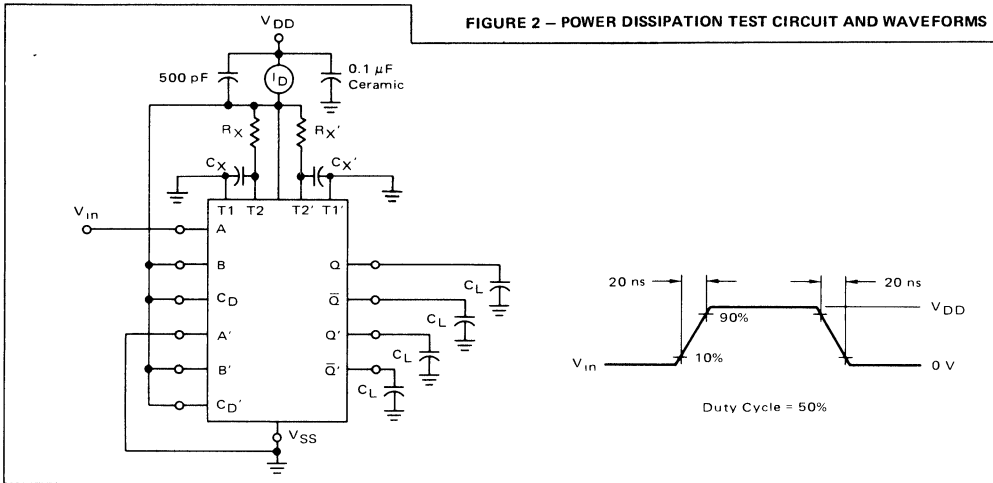 FIGURE 2 – POWER DISSIPATION TEST CIRCUIT AND WAVEFORMS
VDD
500 pF
ID
0.1 μF
Ceramic
RX
RX'
CX
CX'
T1
T2
T2'
T1'
Vin
A
B
CD
A'
B'
CD'
Q
Q̅
Q'
Q̅'
CL
CL
CL
CL
VSS
20 ns
20 ns
VDD
90%
10%
Vin
0 V
Duty Cycle = 50%